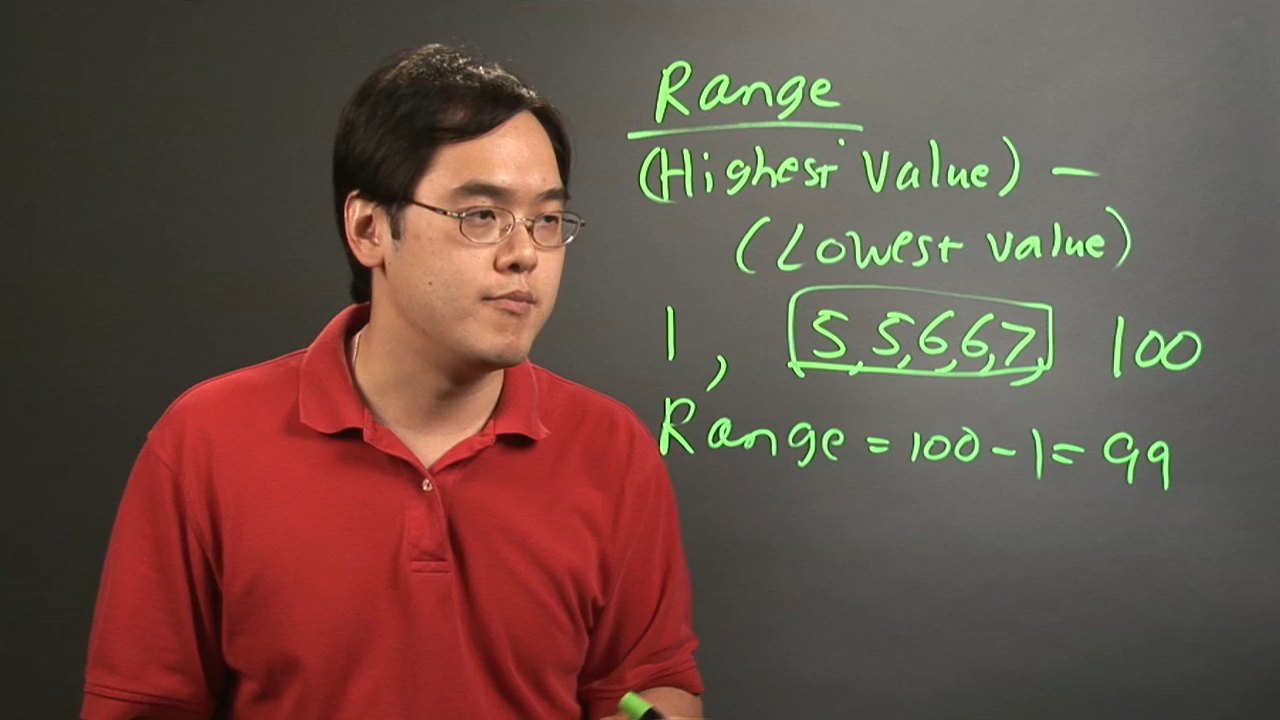 Range
(Highest Value) -
(Lowest value)
1, 5,5,6,6,7, 100
Range = 100 - 1 = 99